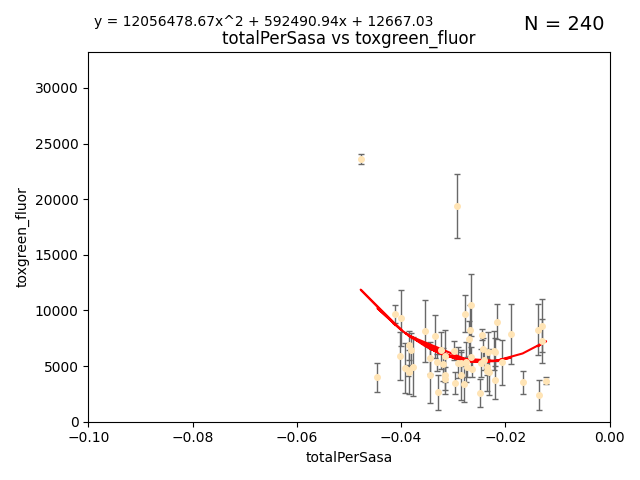 y = 12056478.67x^2 + 592490.94x + 12667.03
N = 240
totalPerSasa vs toxgreen_fluor
30000
25000
20000
15000
10000
5000
0
toxgreen_fluor
−0.10 −0.08 −0.06 −0.04 −0.02 0.00
totalPerSasa